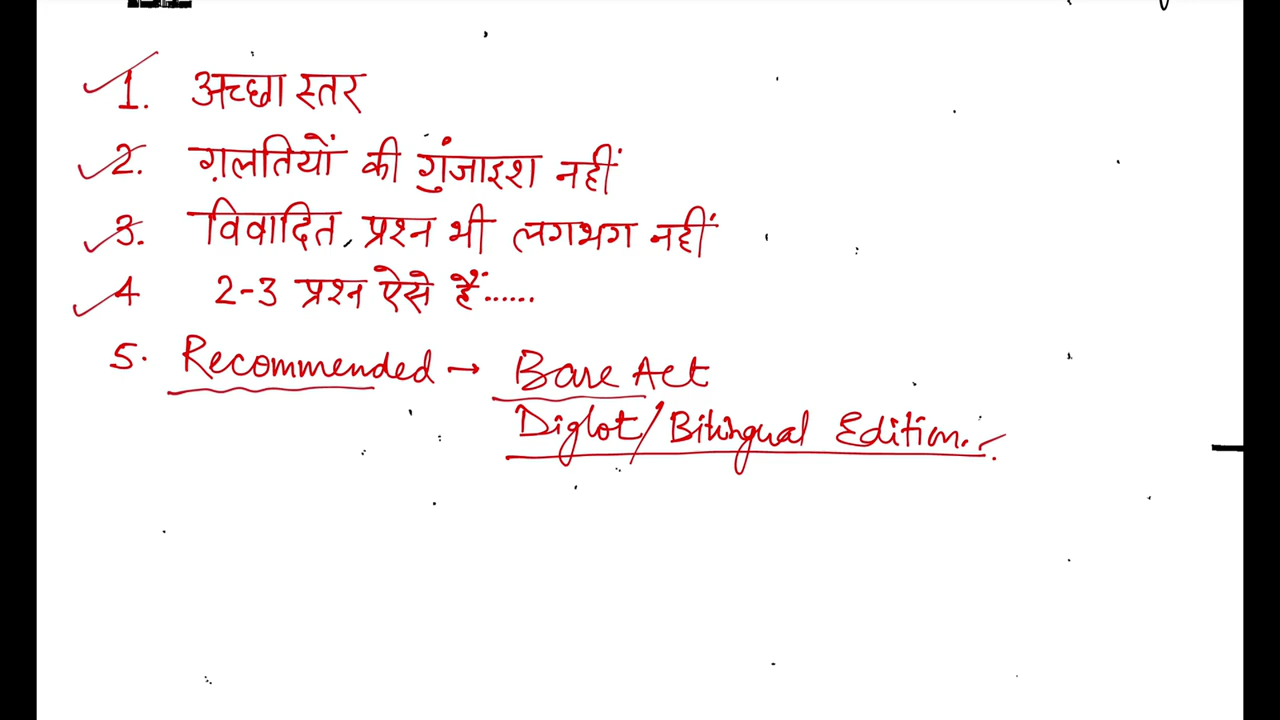 1. अच्छा स्तर
2. ग़लतियों की गुंजाइश नहीं
3. विवादित प्रश्न भी लगभग नहीं
4 2-3 प्रश्न ऐसे हैं......
5. Recommended → Bare Act
Diglot/Bilingual Edition.